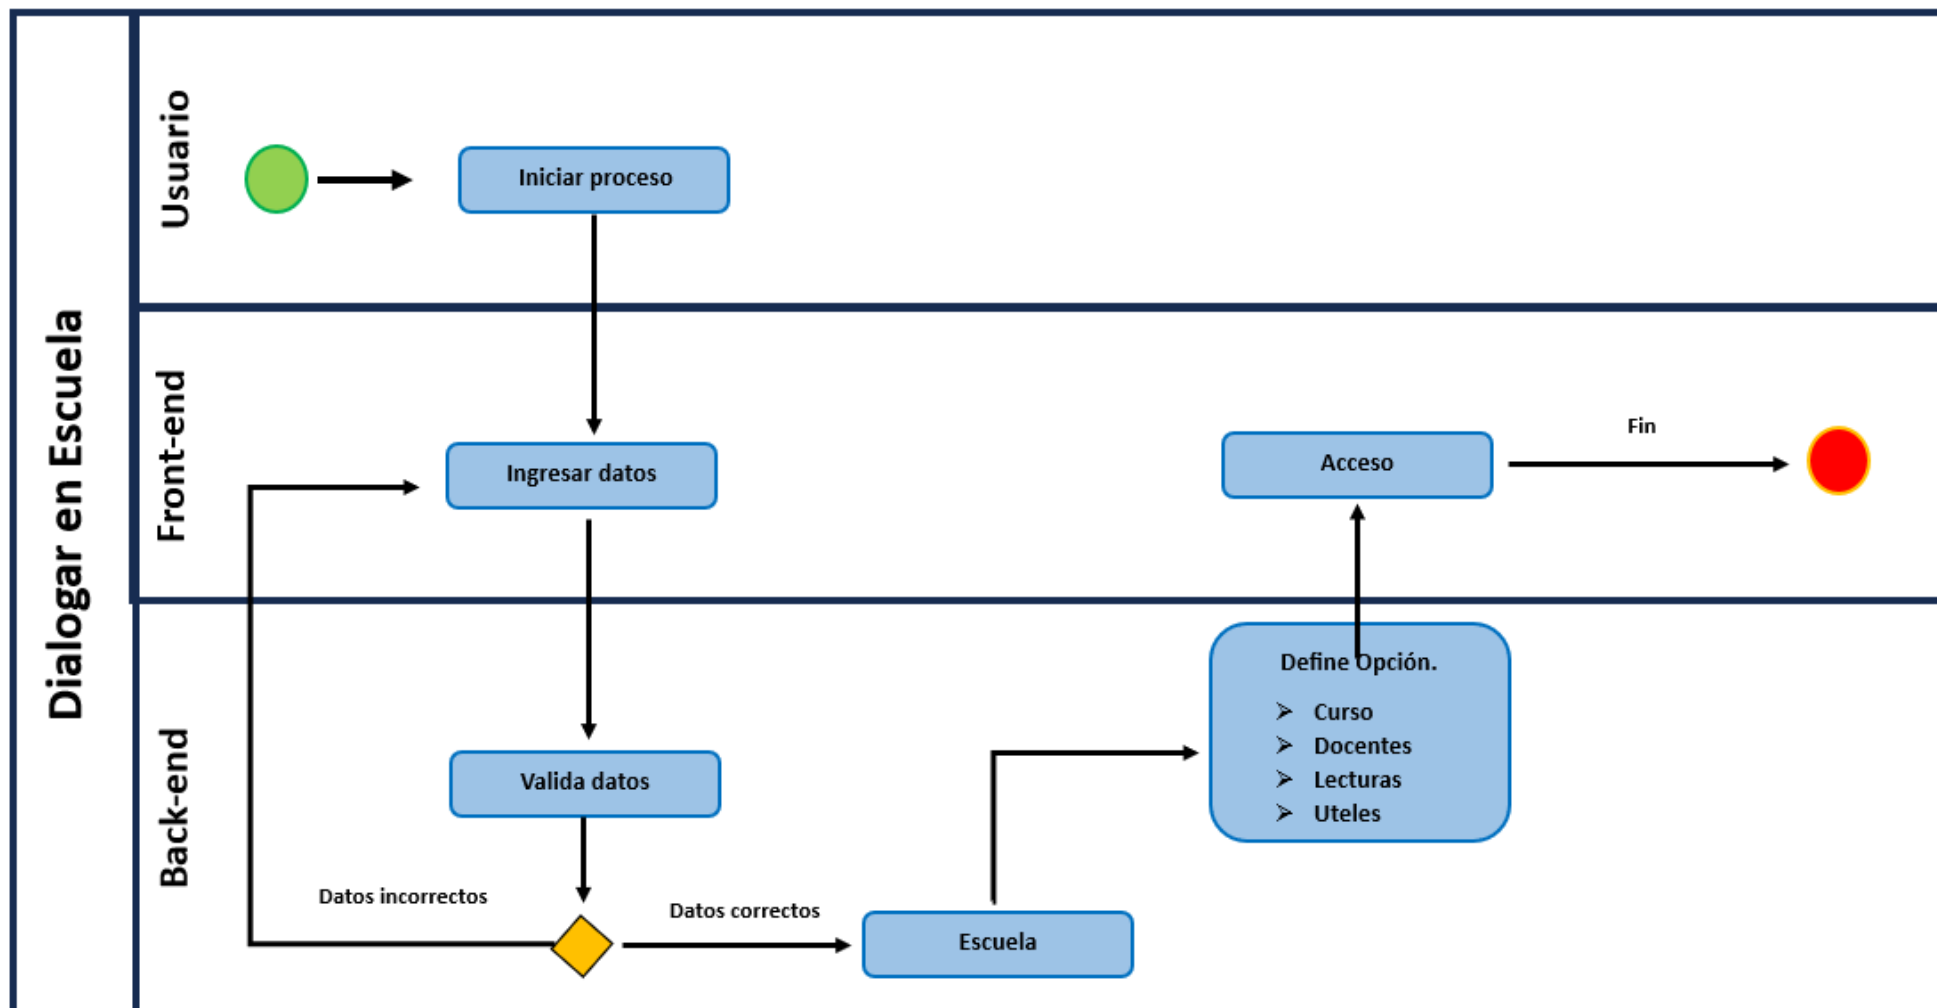 Dialogar en Escuela
Usuario
Iniciar proceso
Front-end
Ingresar datos
Acceso
Fin
Back-end
Valida datos
Datos incorrectos
Datos correctos
Escuela
Define Opción.
➢ Curso
➢ Docentes
➢ Lecturas
➢ Uteles